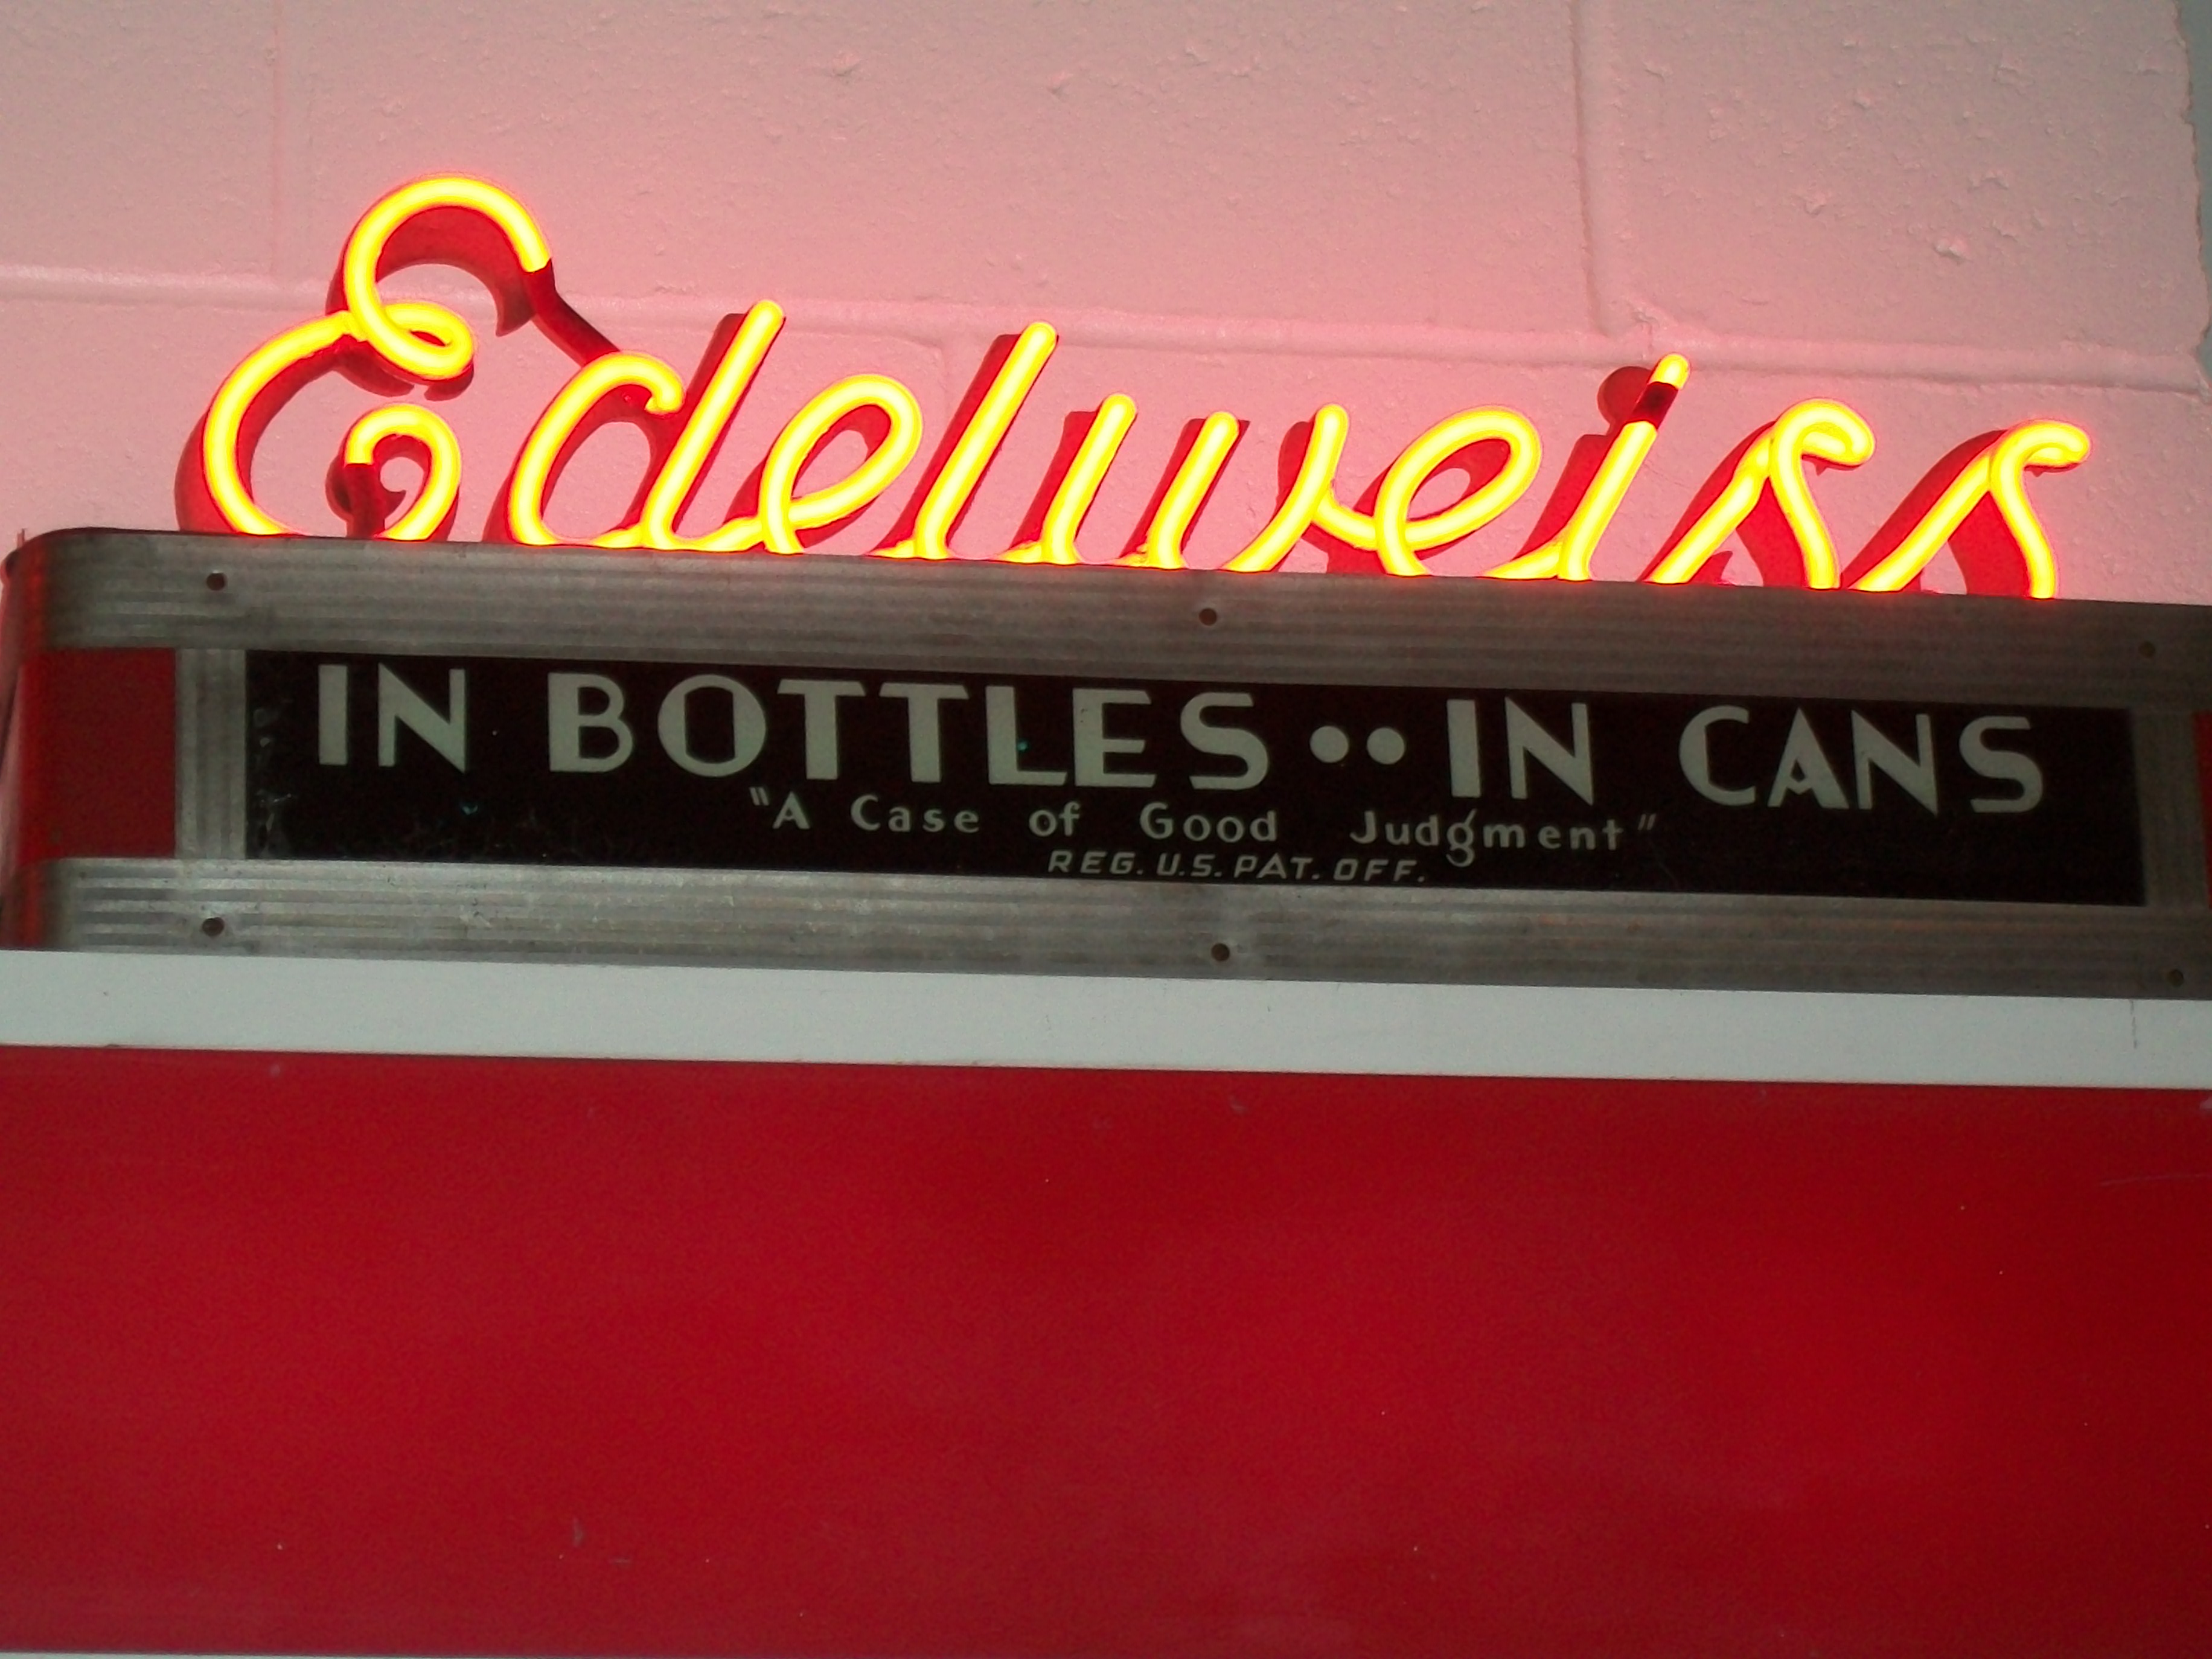 Edelweiss
IN BOTTLES •• IN CANS
"A Case of Good Judgment"
REG. U.S. PAT. OFF.